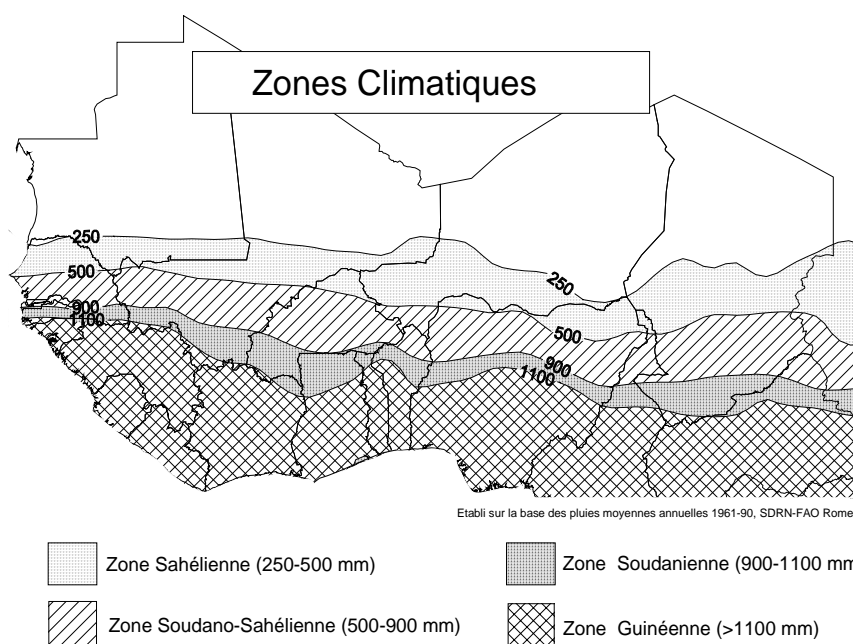 Zones Climatiques
250
250
500
500
900
1100
900
1100
Etabli sur la base des pluies moyennes annuelles 1961-90, SDRN-FAO Rome
Zone Sahélienne (250-500 mm)
Zone Soudanienne (900-1100 mm
Zone Soudano-Sahélienne (500-900 mm)
Zone Guinéenne (>1100 mm)